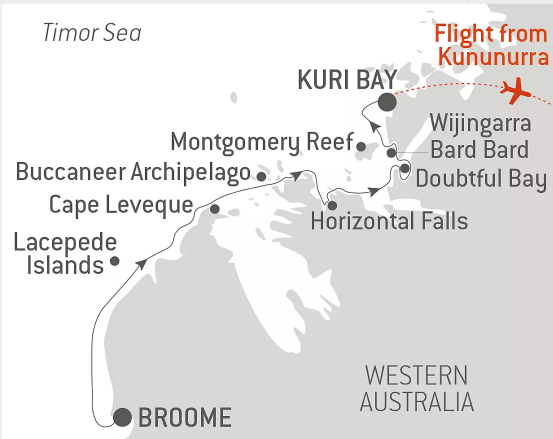 Timor Sea
Flight from
Kununurra
KURI BAY
Wijingarra
Bard Bard
Montgomery Reef
Buccaneer Archipelago
Doubtful Bay
Cape Leveque
Horizontal Falls
Lacepede
Islands
WESTERN
AUSTRALIA
BROOME